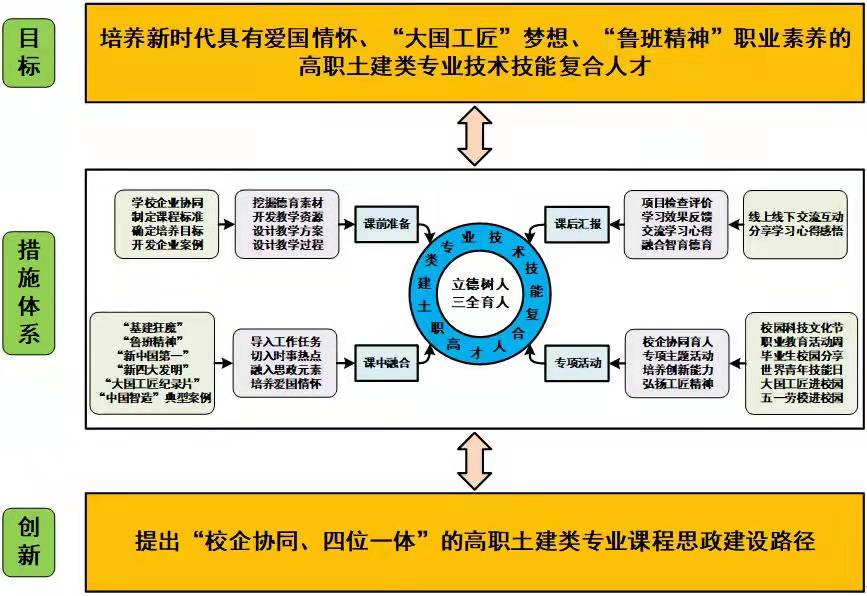 目
标
培养新时代具有爱国情怀、“大国工匠”梦想、“鲁班精神”职业素养的
高职土建类专业技术技能复合人才
措
施
体
系
学校企业协同
制定课程标准
确定培养目标
开发企业案例
挖掘德育素材
开发教学资源
设计教学方案
设计教学过程
课前准备
课后汇报
项目检查评价
学习效果反馈
交流学习心得
融合智育德育
线上线下交流互动
分享学习心得感悟
高职土建类专业技术技能复合人才
立德树人
三全育人
“基建狂魔”
“鲁班精神”
“新中国第一”
“新四大发明”
“大国工匠纪录片”
“中国智造”典型案例
导入工作任务
切入时事热点
融入思政元素
培养爱国情怀
课中融合
专项活动
校企协同育人
专项主题活动
培养创新能力
弘扬工匠精神
校园科技文化节
职业教育活动周
毕业生校园分享
世界青年技能日
大国工匠进校园
五一劳模进校园
创
新
提出“校企协同、四位一体”的高职土建类专业课程思政建设路径